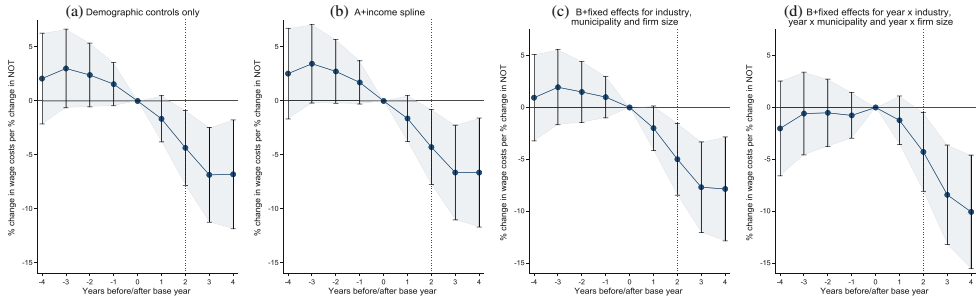 (a) Demographic controls only
% change in wage costs per % change in NOT
5
0
-5
-10
-15
-4 -3 -2 -1 0 1 2 3 4
Years before/after base year
(b) A+income spline
% change in wage costs per % change in NOT
5
0
-5
-10
-15
-4 -3 -2 -1 0 1 2 3 4
Years before/after base year
(c) B+fixed effects for industry,
municipality and firm size
% change in wage costs per % change in NOT
5
0
-5
-10
-15
-4 -3 -2 -1 0 1 2 3 4
Years before/after base year
(d) B+fixed effects for year x industry,
year x municipality and year x firm size
% change in wage costs per % change in NOT
5
0
-5
-10
-15
-4 -3 -2 -1 0 1 2 3 4
Years before/after base year